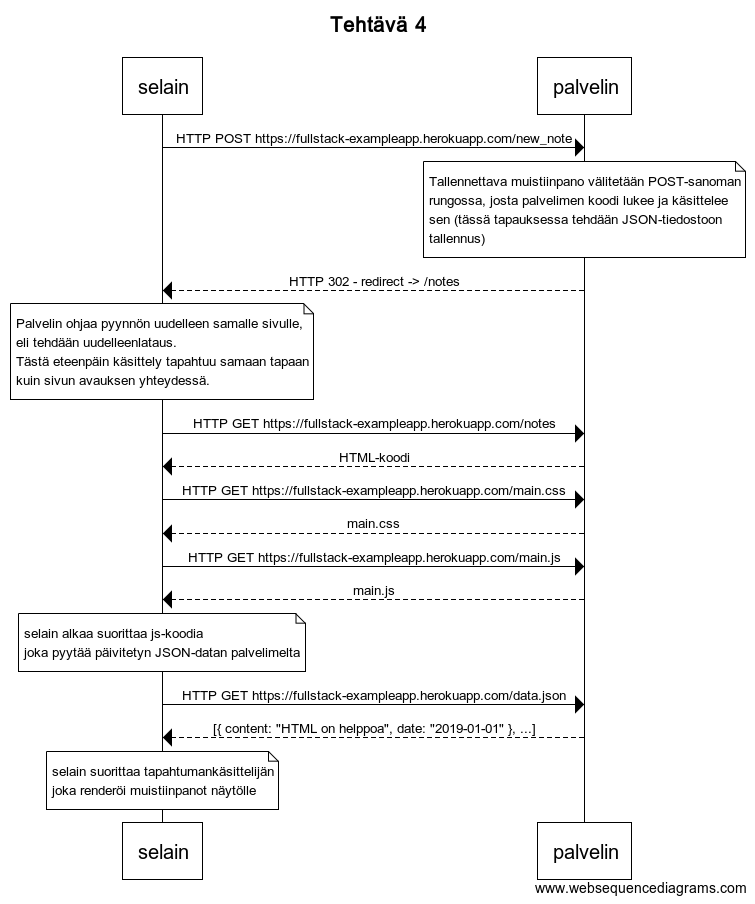 Tehtävä 4
selain
palvelin
HTTP POST https://fullstack-exampleapp.herokuapp.com/new_note
Tallennettava muistiinpano välitetään POST-sanoman
rungossa, josta palvelimen koodi lukee ja käsittelee
sen (tässä tapauksessa tehdään JSON-tiedostoon
tallennus)
HTTP 302 - redirect -> /notes
Palvelin ohjaa pyynnön uudelleen samalle sivulle,
eli tehdään uudelleenlataus.
Tästä eteenpäin käsittely tapahtuu samaan tapaan
kuin sivun avauksen yhteydessä.
HTTP GET https://fullstack-exampleapp.herokuapp.com/notes
HTML-koodi
HTTP GET https://fullstack-exampleapp.herokuapp.com/main.css
main.css
HTTP GET https://fullstack-exampleapp.herokuapp.com/main.js
main.js
selain alkaa suorittaa js-koodia
joka pyytää päivitetyn JSON-datan palvelimelta
HTTP GET https://fullstack-exampleapp.herokuapp.com/data.json
[{ content: "HTML on helppoa", date: "2019-01-01" }, ...]
selain suorittaa tapahtumankäsittelijän
joka renderöi muistiinpanot näytölle
selain
palvelin
www.websequencediagrams.com